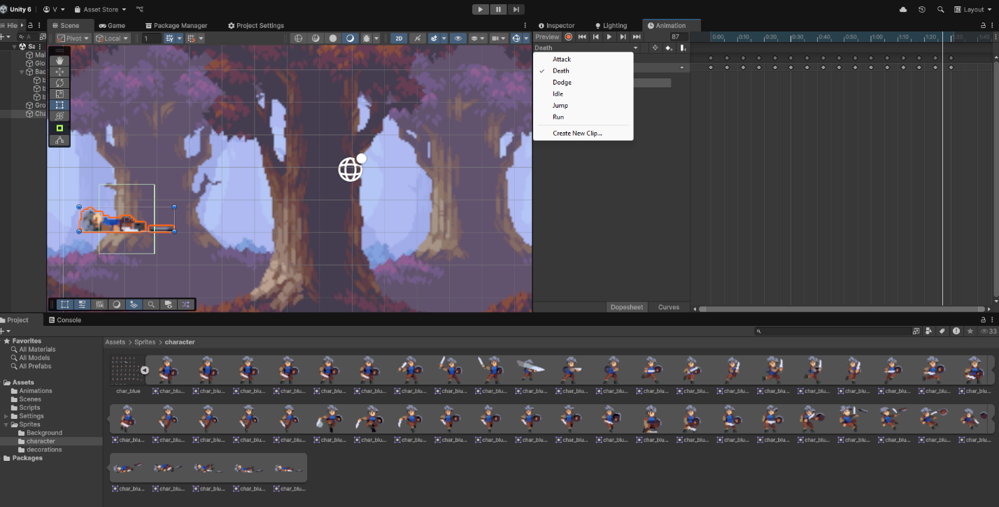 Unity 6 V Asset Store Layout
Hie Scene Game Package Manager Project Settings Inspector Lighting Animation
Pivot Local 1 2D Preview 87 0:00 0:10 0:20 0:30 0:40 0:50 1:00 1:10 1:20 1:30 1:40
Sa
Mai
Glo
Bac
b
b
b
Gro
Cha
Death
Attack
Death
Dodge
Idle
Jump
Run
Create New Clip...
Dopesheet Curves
Project Console
33
Favorites
All Materials
All Models
All Prefabs
Assets
Animations
Scenes
Scripts
Settings
Sprites
Background
character
decorations
Packages
Assets > Sprites > character
char_blue char_blu... char_blu... char_blu... char_blu... char_blu... char_blu... char_blu... char_blu... char_blu... char_blu... char_blu... char_blu... char_blu... char_blu... char_blu... char_blu... char_blu... char_blu... char_blu... char_blu... char_blu...
char_blu... char_blu... char_blu... char_blu... char_blu... char_blu... char_blu... char_blu... char_blu... char_blu... char_blu... char_blu... char_blu... char_blu... char_blu... char_blu... char_blu... char_blu... char_blu... char_blu... char_blu... char_blu...
char_blu... char_blu... char_blu... char_blu... char_blu...